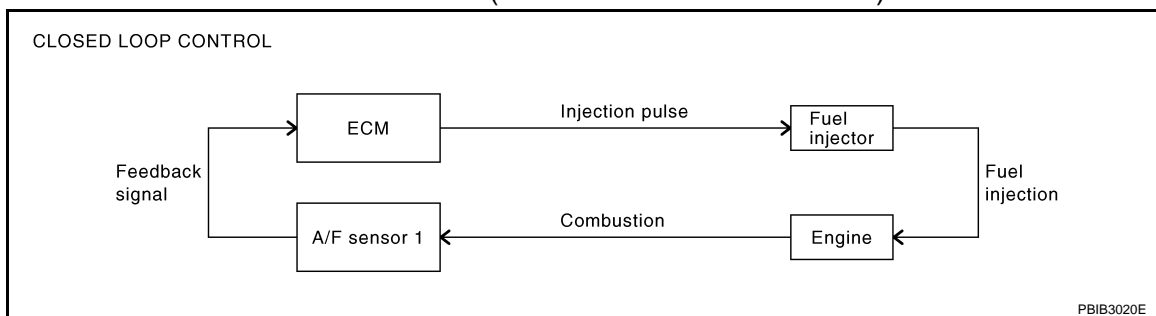 CLOSED LOOP CONTROL
ECM
Injection pulse
Fuel
injector
Feedback
signal
Fuel
injection
A/F sensor 1
Combustion
Engine
PBIB3020E